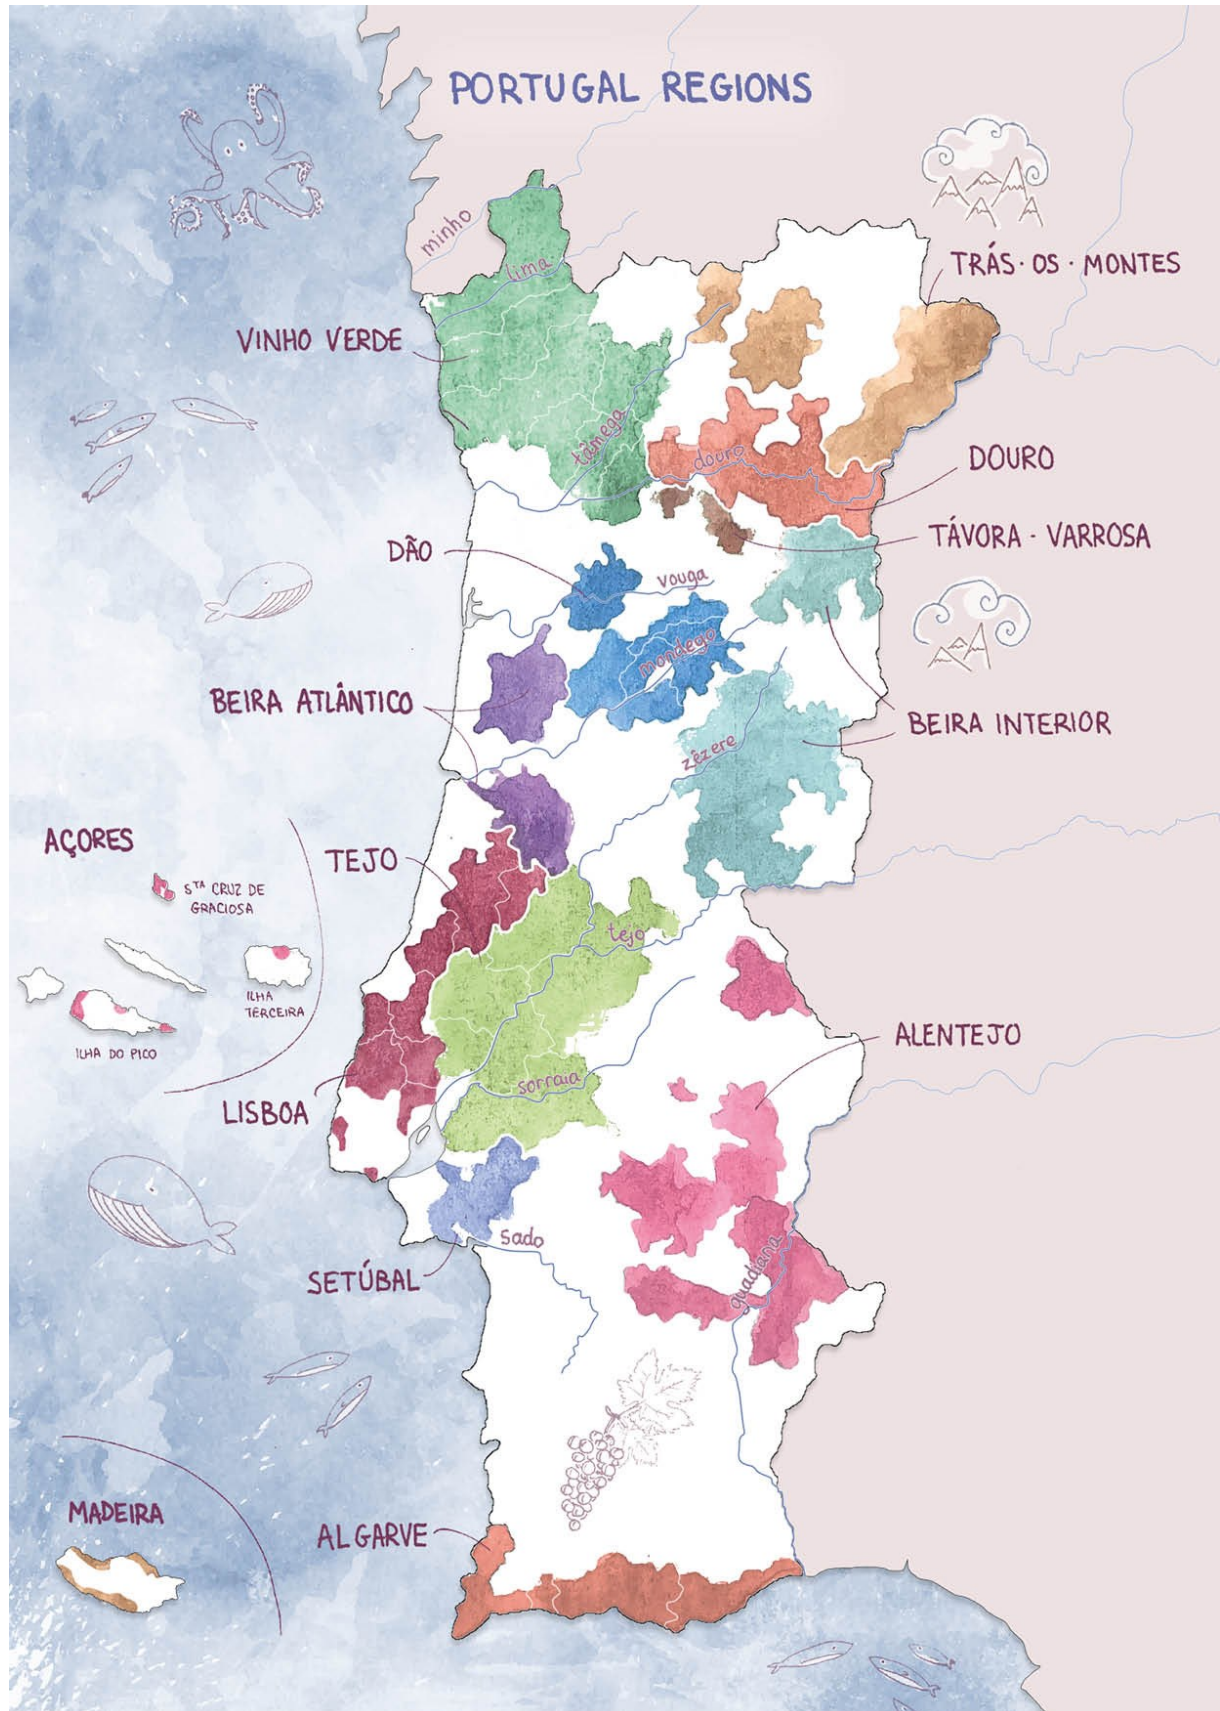 PORTUGAL REGIONS
minho
TRÁS·OS·MONTES
lima
VINHO VERDE
tâmega
douro
DOURO
TÁVORA · VARROSA
DÃO
vouga
mondego
BEIRA ATLÂNTICO
BEIRA INTERIOR
zêzere
AÇORES
TEJO
STA CRUZ DE
GRACIOSA
tejo
ILHA
TERCEIRA
ILHA DO PICO
ALENTEJO
sorraia
LISBOA
sado
guadiana
SETÚBAL
MADEIRA
ALGARVE